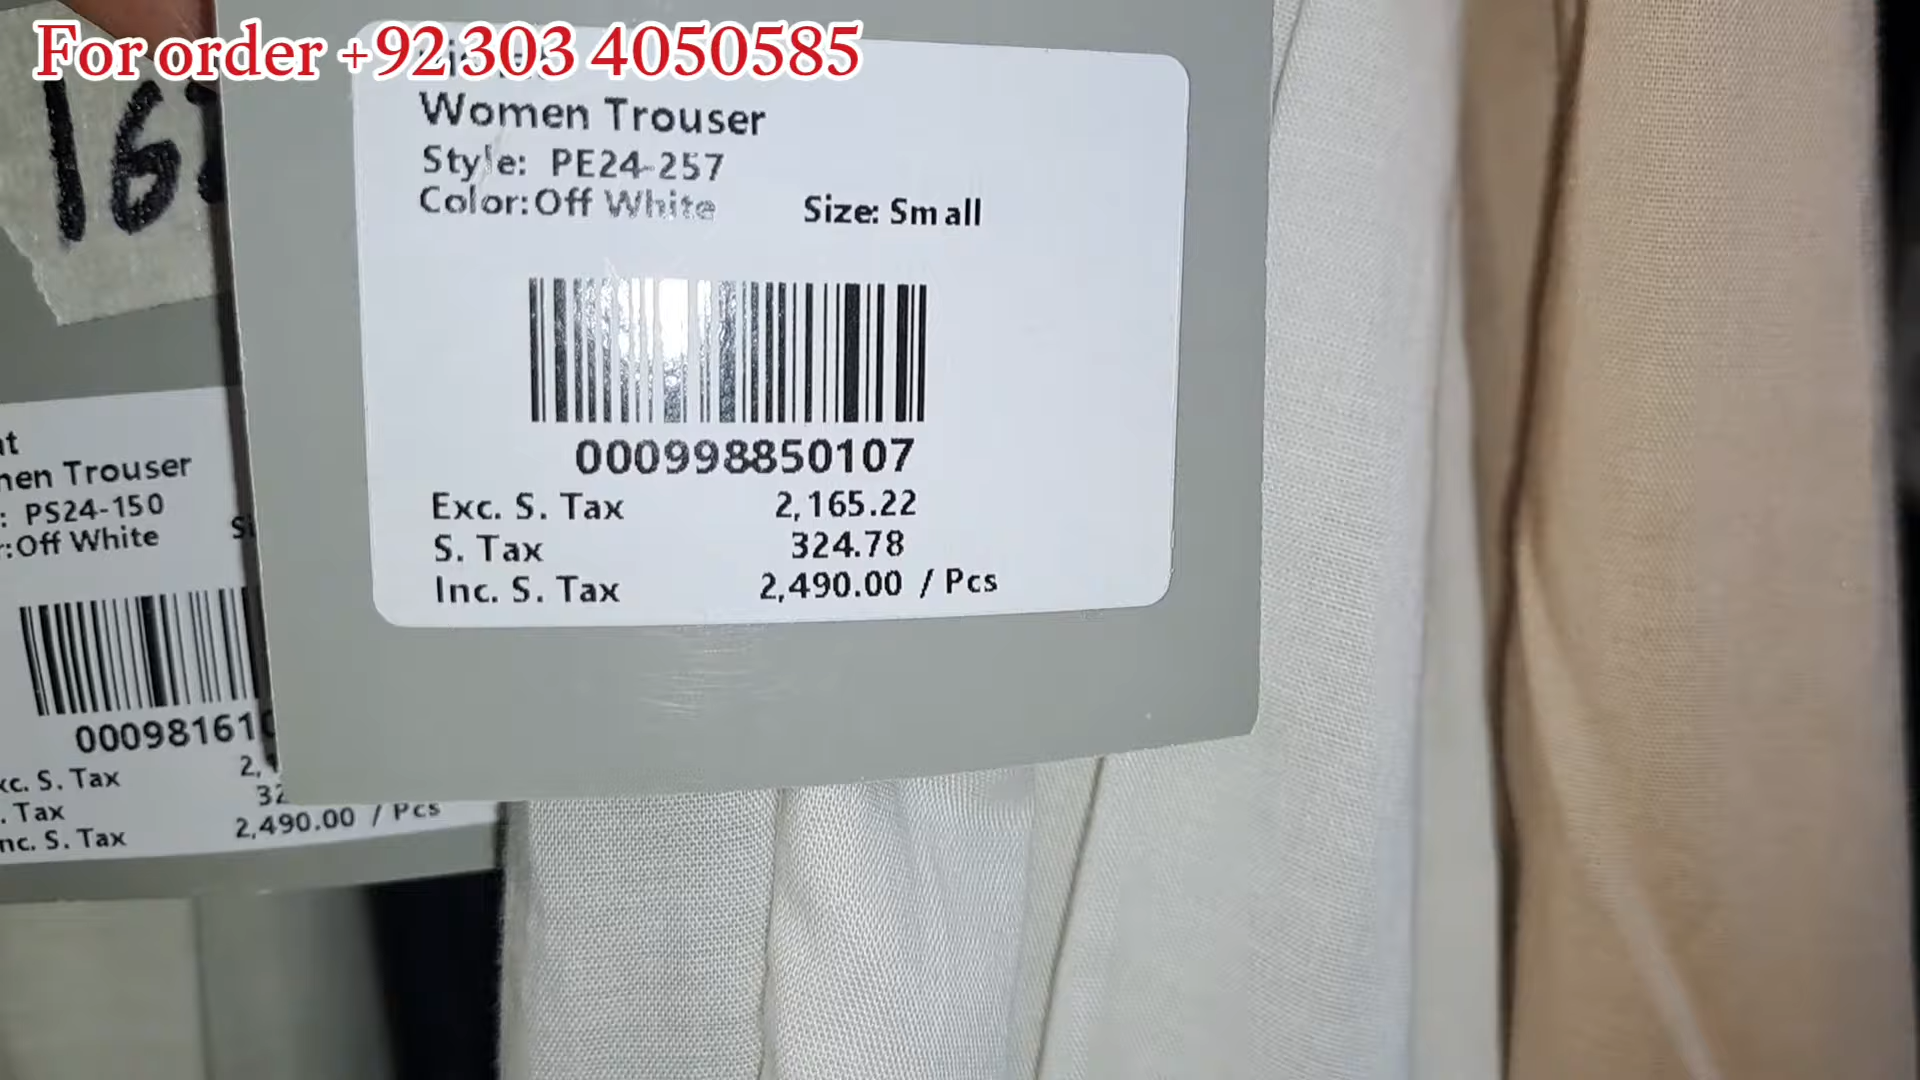 For order +92 303 4050585
Women Trouser
Style: PE24-257
Color:Off White
Size: Small
000998850107
Exc. S. Tax 2,165.22
S. Tax 324.78
Inc. S. Tax 2,490.00 / Pcs
Trouser
: PS24-150
:Off White
00098161
S. Tax
. Tax
S. Tax 2,490.00 / Pcs